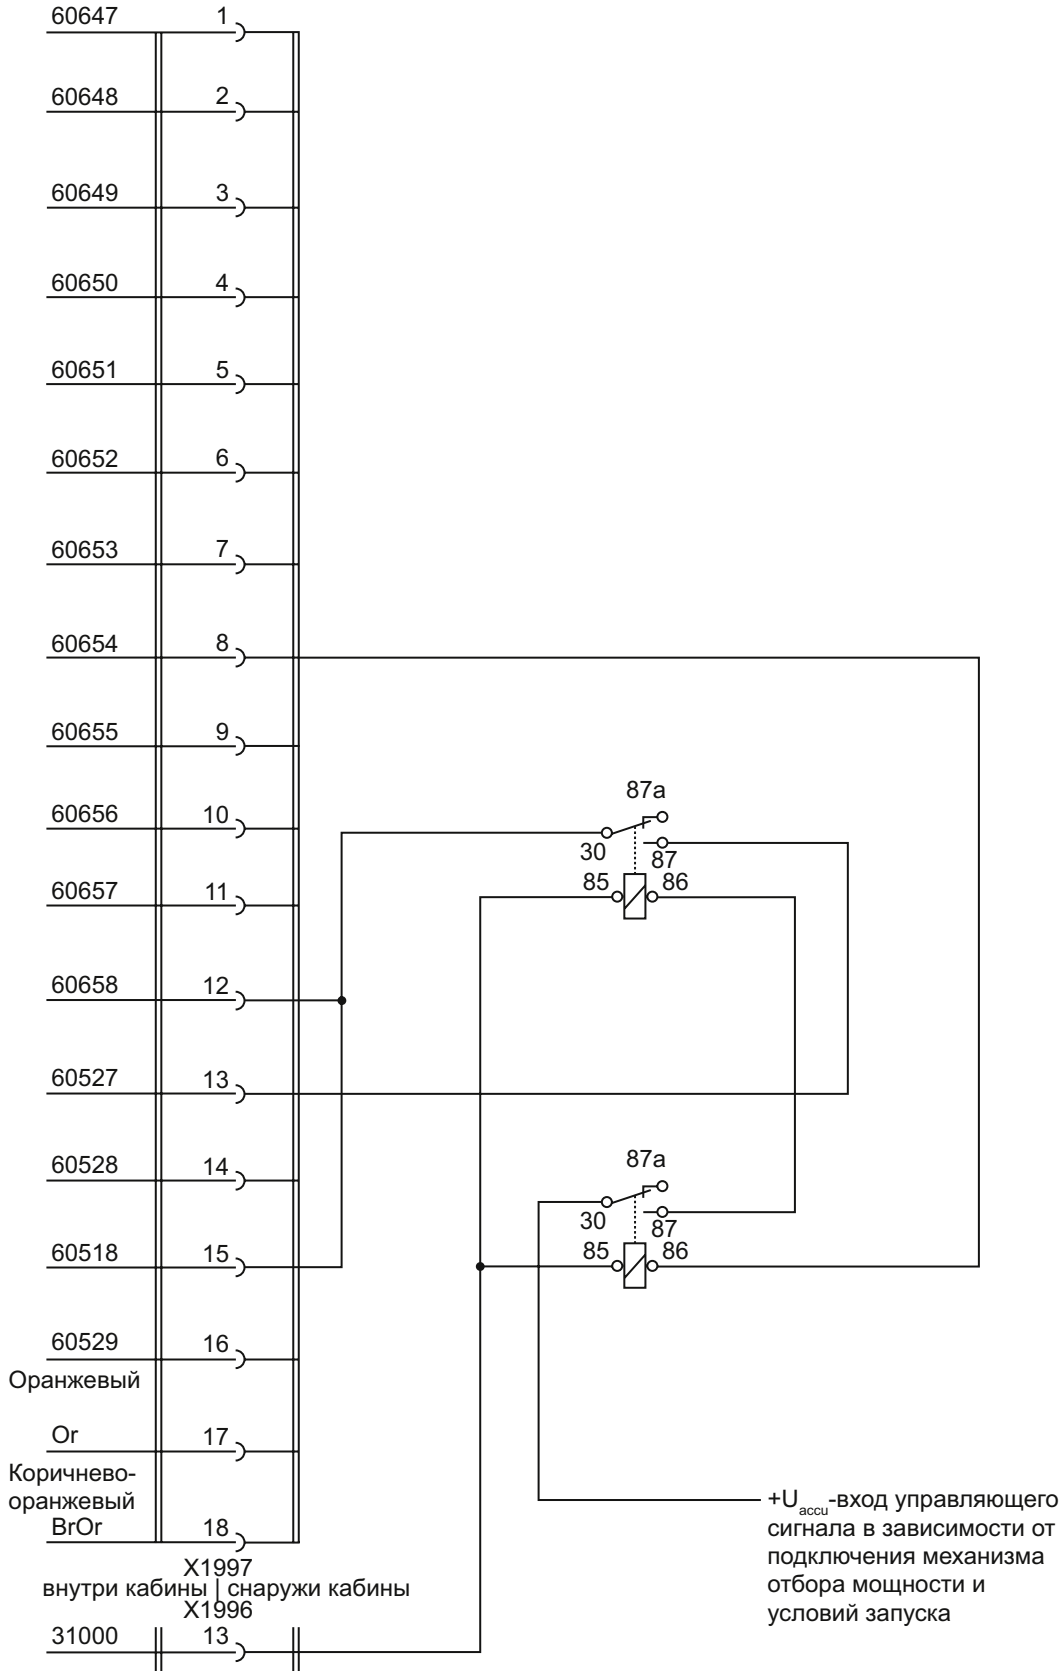 60647 1
60648 2
60649 3
60650 4
60651 5
60652 6
60653 7
60654 8
60655 9
87a
60656 10
30 87
60657 11
85 86
60658 12
60527 13
87a
60528 14
30 87
60518 15
85 86
60529 16
Оранжевый
Or 17
Коричнево-
оранжевый
BrOr 18
+Uaccu-вход управляющего
сигнала в зависимости от
подключения механизма
отбора мощности и
условий запуска
X1997
внутри кабины | снаружи кабины
X1996
31000 13